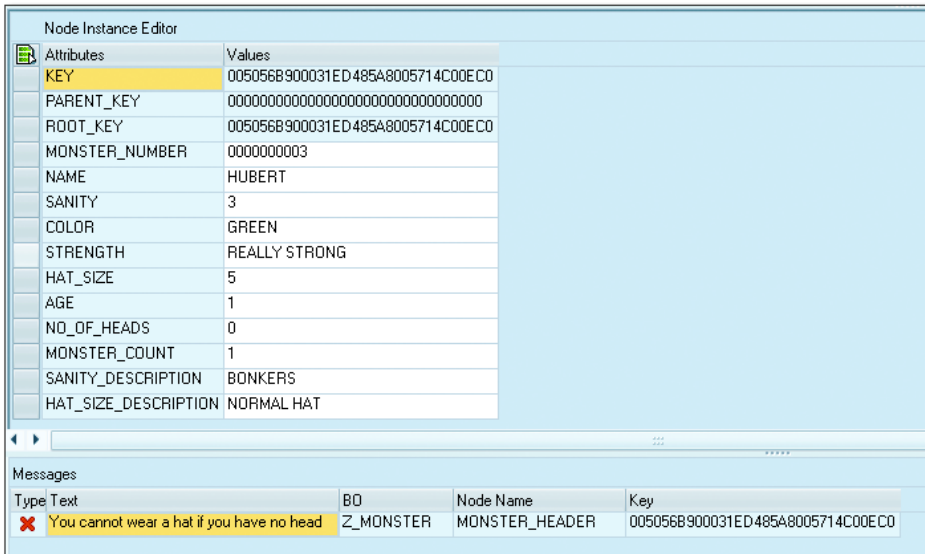 Node Instance Editor
Attributes Values
KEY 005056B900031ED485A8005714C00EC0
PARENT_KEY 00000000000000000000000000000000
ROOT_KEY 005056B900031ED485A8005714C00EC0
MONSTER_NUMBER 0000000003
NAME HUBERT
SANITY 3
COLOR GREEN
STRENGTH REALLY STRONG
HAT_SIZE 5
AGE 1
NO_OF_HEADS 0
MONSTER_COUNT 1
SANITY_DESCRIPTION BONKERS
HAT_SIZE_DESCRIPTION NORMAL HAT
Messages
Type Text BO Node Name Key
You cannot wear a hat if you have no head Z_MONSTER MONSTER_HEADER 005056B900031ED485A8005714C00EC0